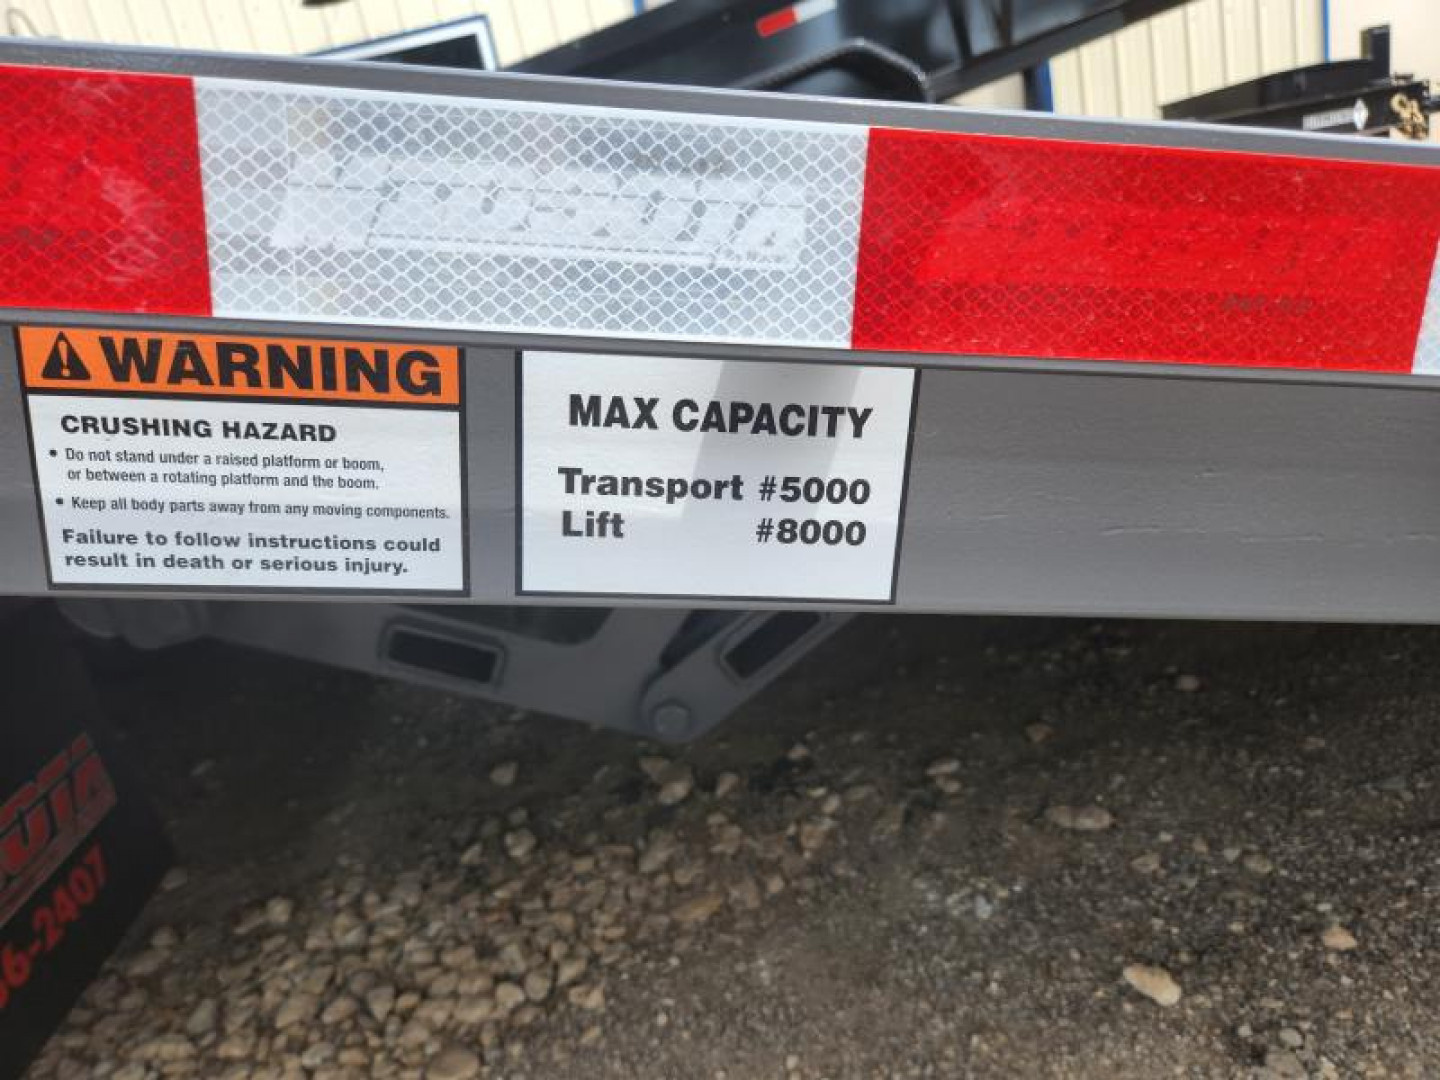 WARNING
CRUSHING HAZARD
• Do not stand under a raised platform or boom,
or between a rotating platform and the boom.
• Keep all body parts away from any moving components.
Failure to follow instructions could
result in death or serious injury.
MAX CAPACITY
Transport #5000
Lift #8000
6-2407